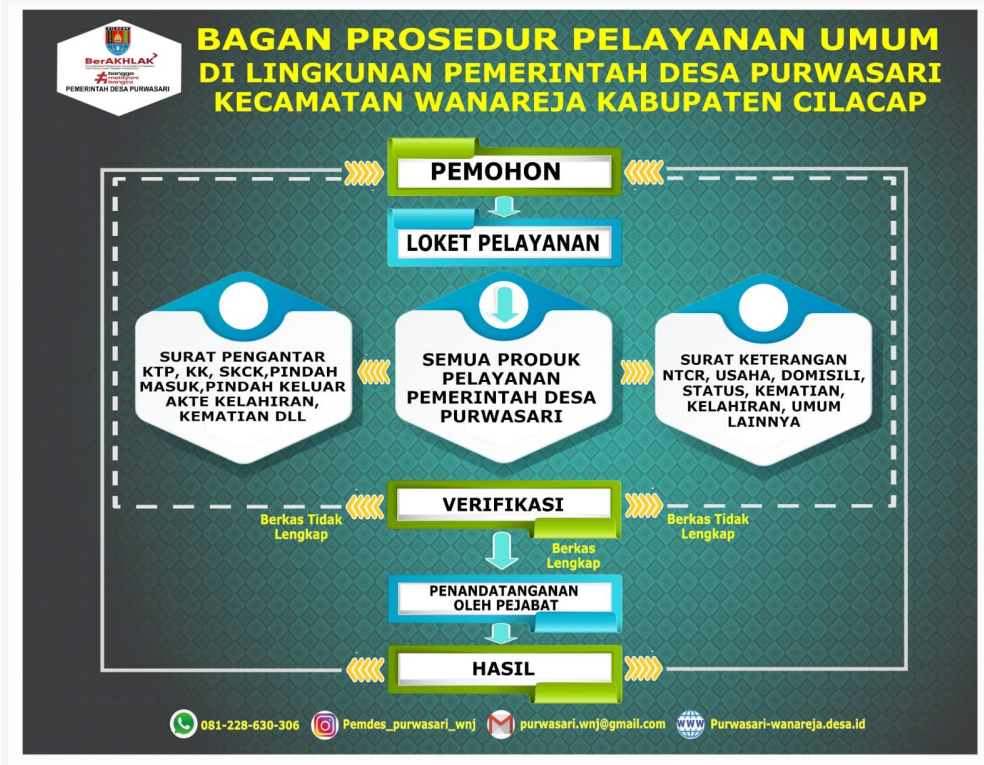 BAGAN PROSEDUR PELAYANAN UMUM
DI LINGKUNAN PEMERINTAH DESA PURWASARI
KECAMATAN WANAREJA KABUPATEN CILACAP
BerAKHLAK
bangga
melayani
bangsa
PEMERINTAH DESA PURWASARI
PEMOHON
LOKET PELAYANAN
SURAT PENGANTAR
KTP, KK, SKCK,PINDAH
MASUK,PINDAH KELUAR
AKTE KELAHIRAN,
KEMATIAN DLL
SEMUA PRODUK
PELAYANAN
PEMERINTAH DESA
PURWASARI
SURAT KETERANGAN
NTCR, USAHA, DOMISILI,
STATUS, KEMATIAN,
KELAHIRAN, UMUM
LAINNYA
VERIFIKASI
Berkas Tidak
Lengkap
Berkas Tidak
Lengkap
Berkas
Lengkap
PENANDATANGANAN
OLEH PEJABAT
HASIL
081-228-630-306 Pemdes_purwasari_wnj purwasari.wnj@gmail.com www Purwasari-wanareja.desa.id